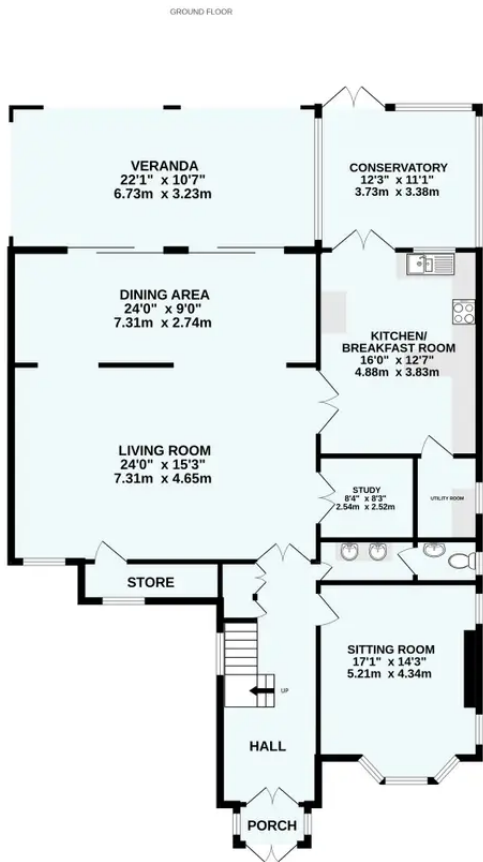 GROUND FLOOR
VERANDA
22'1" x 10'7"
6.73m x 3.23m
CONSERVATORY
12'3" x 11'1"
3.73m x 3.38m
DINING AREA
24'0" x 9'0"
7.31m x 2.74m
KITCHEN/
BREAKFAST ROOM
16'0" x 12'7"
4.88m x 3.83m
LIVING ROOM
24'0" x 15'3"
7.31m x 4.65m
STUDY
8'4" x 8'3"
2.54m x 2.52m
UTILITY ROOM
STORE
SITTING ROOM
17'1" x 14'3"
5.21m x 4.34m
UP
HALL
PORCH